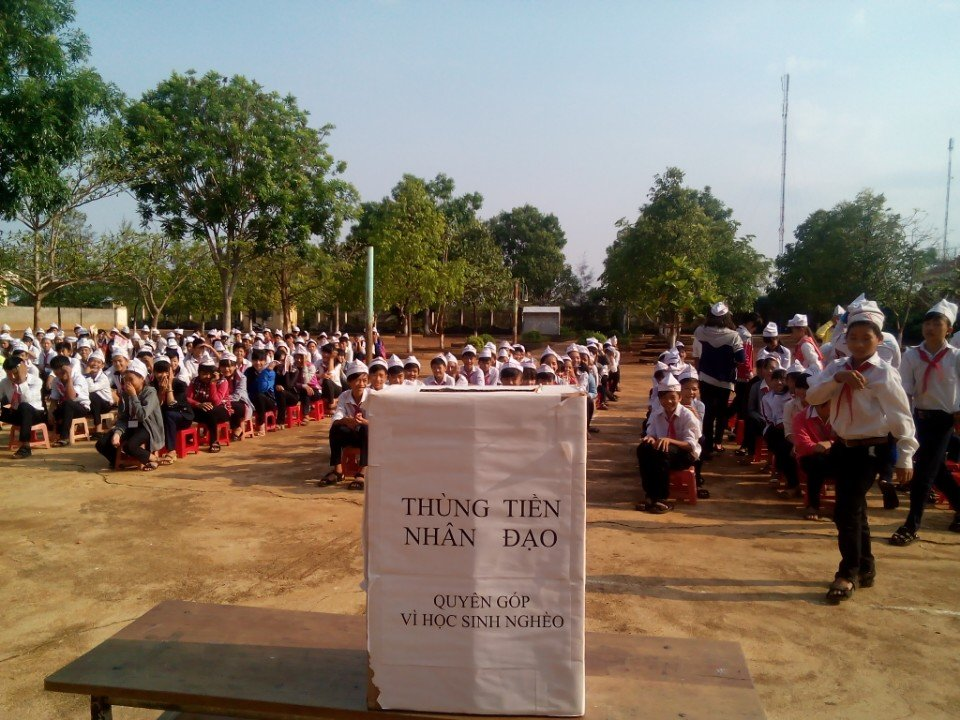 THÙNG TIỀN
NHÂN ĐẠO
QUYÊN GÓP
VÌ HỌC SINH NGHÈO